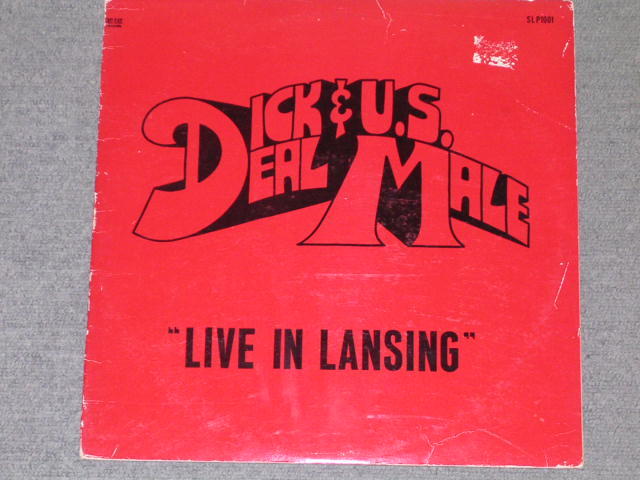 SLP1001
DICK & U.S.
DEAL MALE
"LIVE IN LANSING"